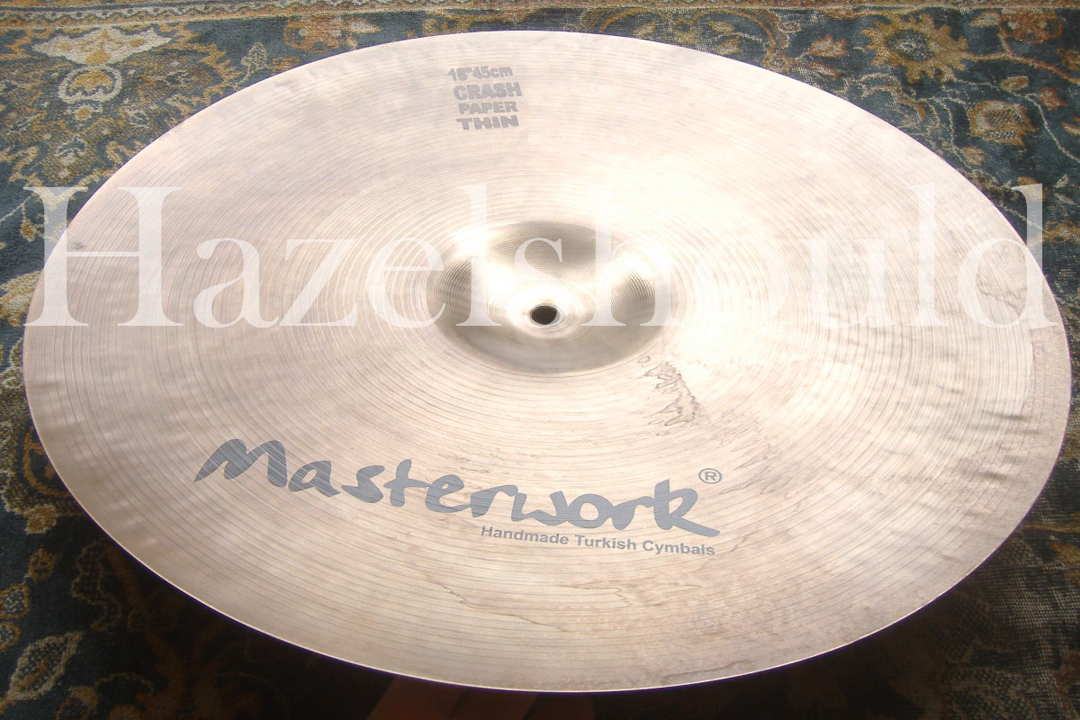 18"45cm
CRASH
PAPER
THIN
Hazelshould
Masterwork®
Handmade Turkish Cymbals